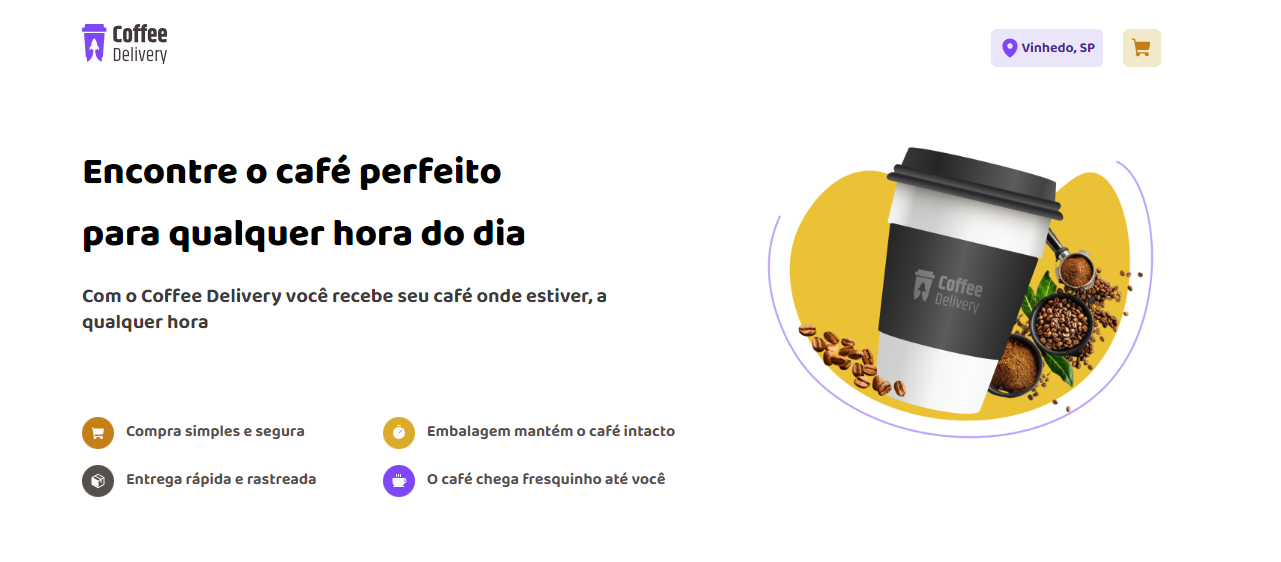 Coffee
Delivery
Vinhedo, SP
Encontre o café perfeito
para qualquer hora do dia
Com o Coffee Delivery você recebe seu café onde estiver, a
qualquer hora
Coffee
Delivery
Compra simples e segura
Embalagem mantém o café intacto
Entrega rápida e rastreada
O café chega fresquinho até você